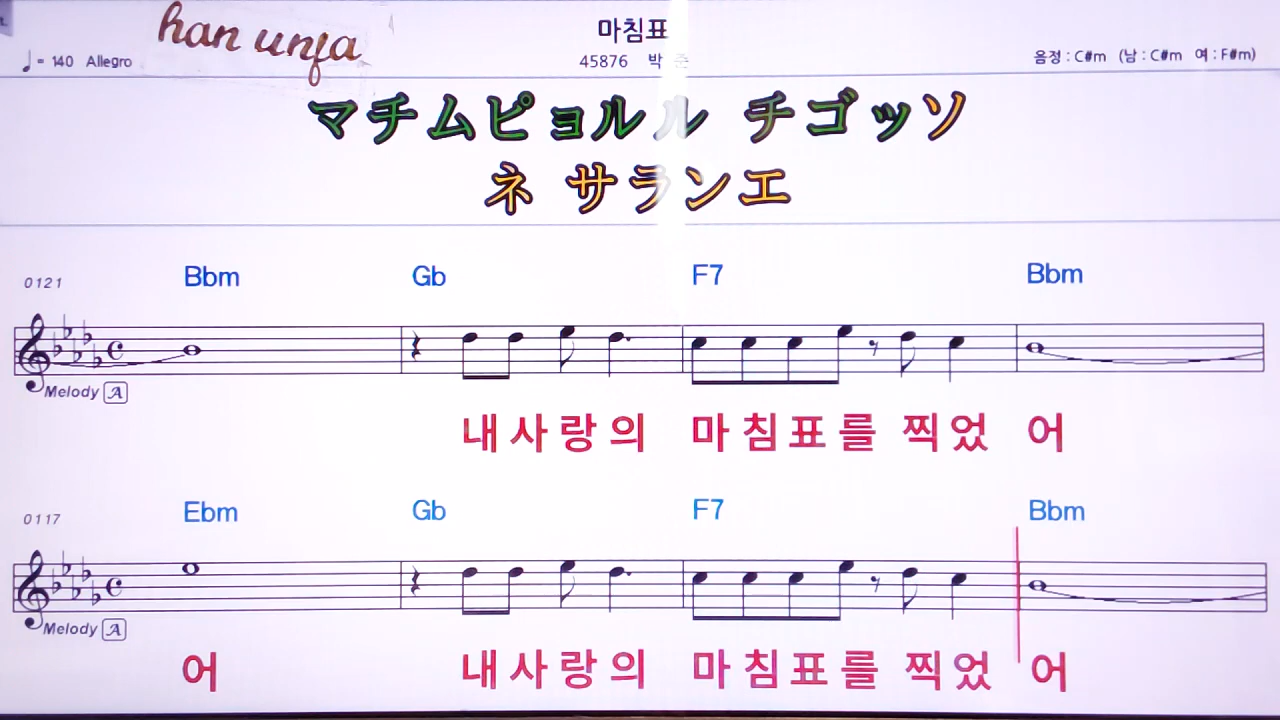 han unfa
마침표
♩= 140 Allegro
45876 박 준
음정 : C#m (남 : C#m 여 : F#m)
マチムピョルル チゴッソ
ネ サランエ
0121 Bbm Gb F7 Bbm
Melody A
내 사 랑 의 마 침 표 를 찍 었 어
0117 Ebm Gb F7 Bbm
Melody A
어 내 사 랑 의 마 침 표 를 찍 었 어